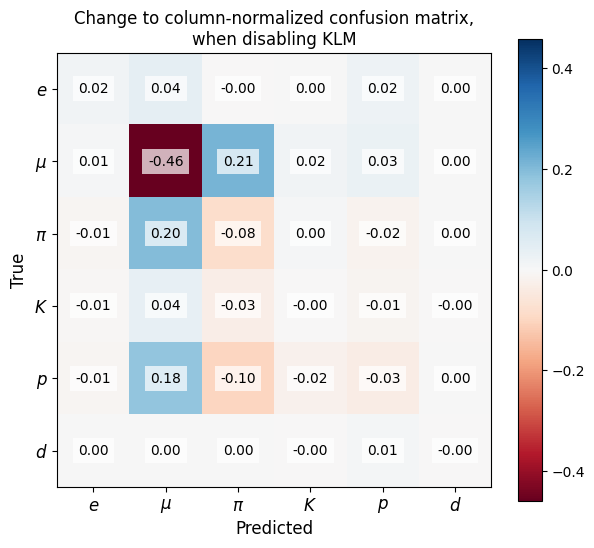 Change to column-normalized confusion matrix,
when disabling KLM
e 0.02 0.04 -0.00 0.00 0.02 0.00
μ 0.01 -0.46 0.21 0.02 0.03 0.00
π -0.01 0.20 -0.08 0.00 -0.02 0.00
K -0.01 0.04 -0.03 -0.00 -0.01 -0.00
p -0.01 0.18 -0.10 -0.02 -0.03 0.00
d 0.00 0.00 0.00 -0.00 0.01 -0.00
e μ π K p d
Predicted
True
0.4
0.2
0.0
−0.2
−0.4